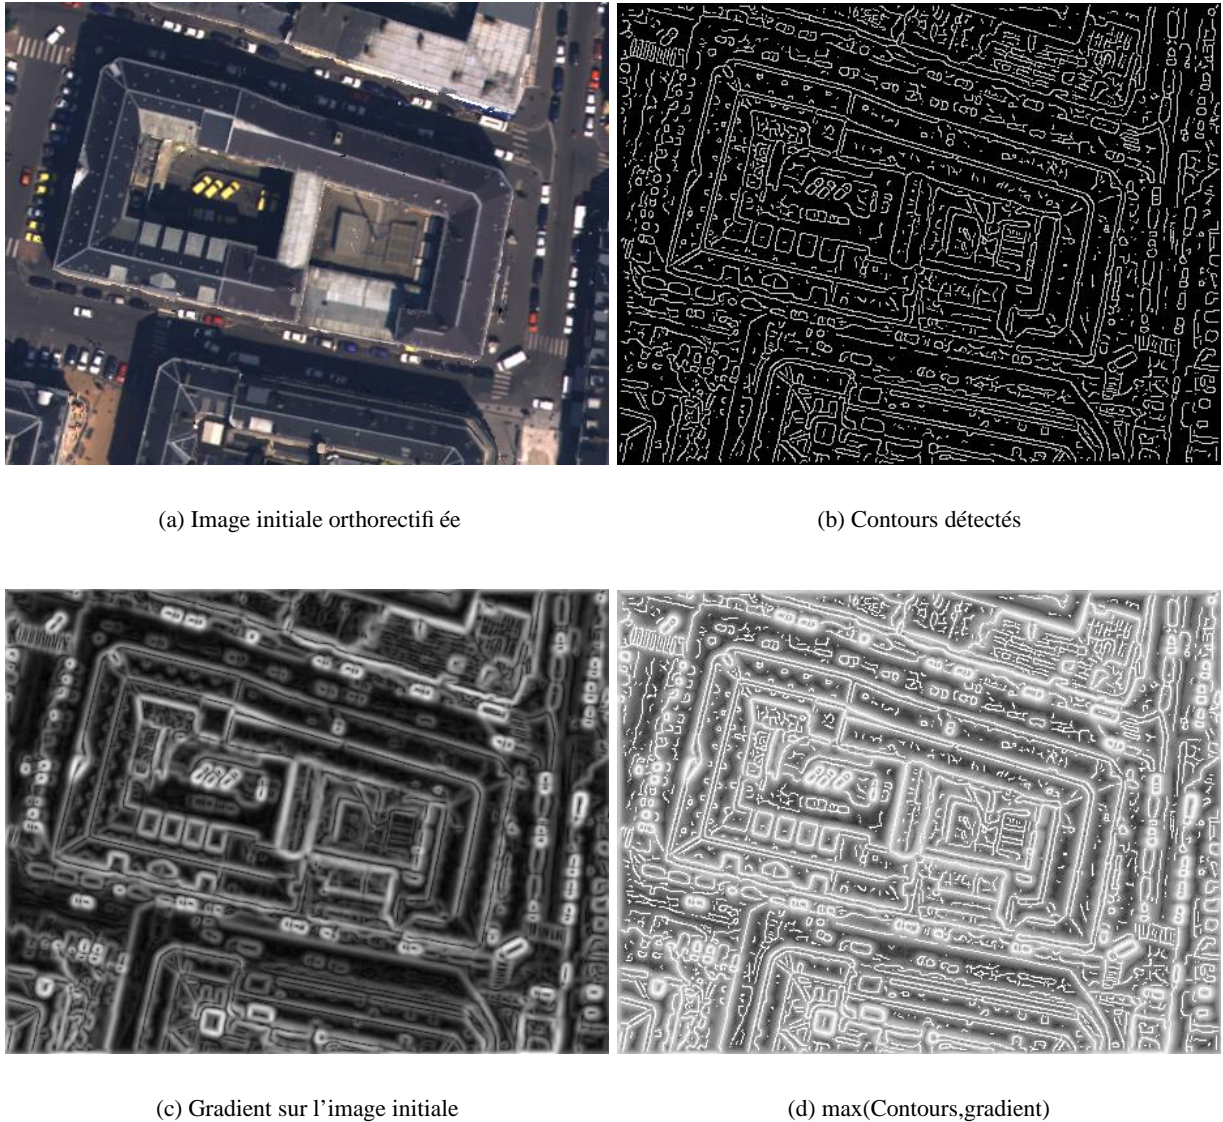 (a) Image initiale orthorectifi ée
(b) Contours détectés
(c) Gradient sur l'image initiale
(d) max(Contours,gradient)